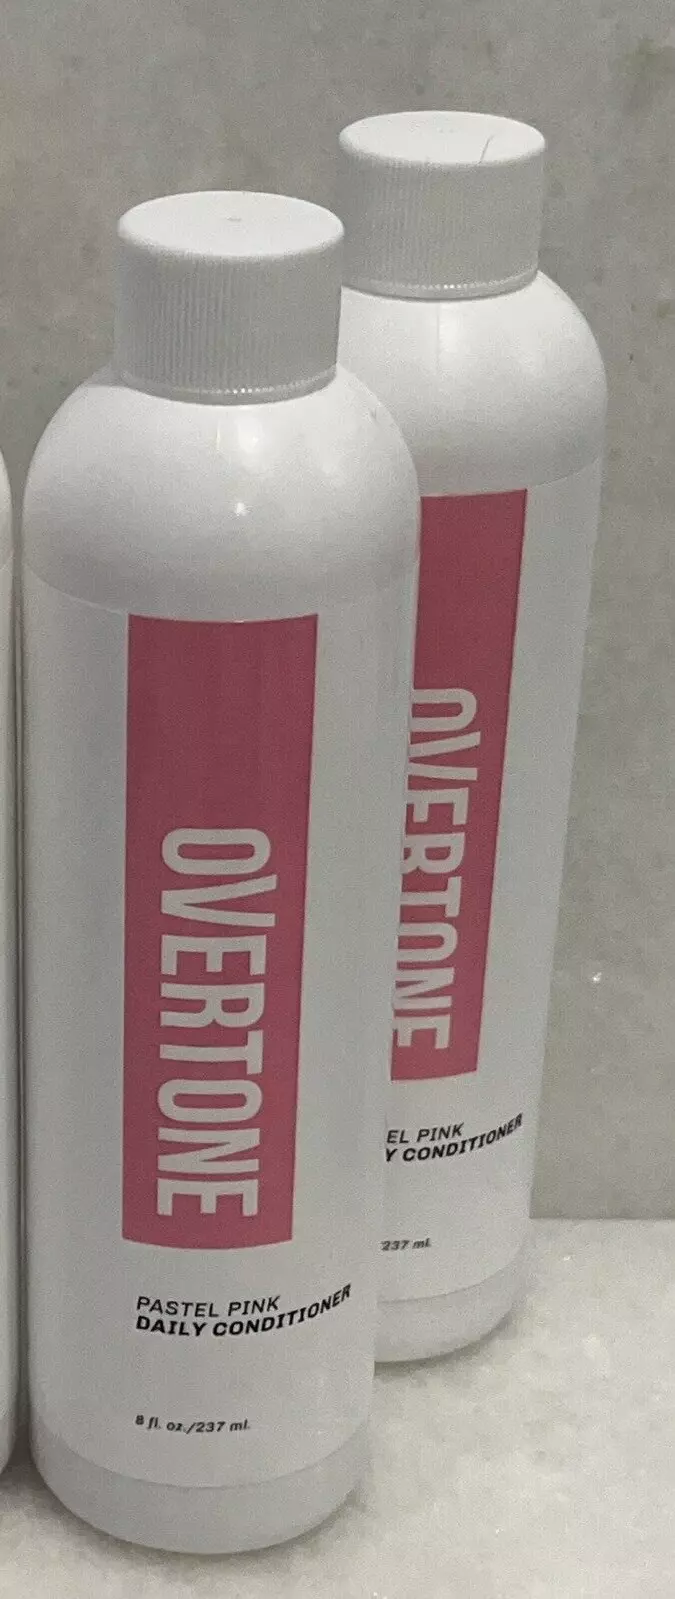 OVERTONE
PASTEL PINK
DAILY CONDITIONER
8 fl. oz./237 ml.
OVERTONE
EL PINK
Y CONDITIONER
237 ml.